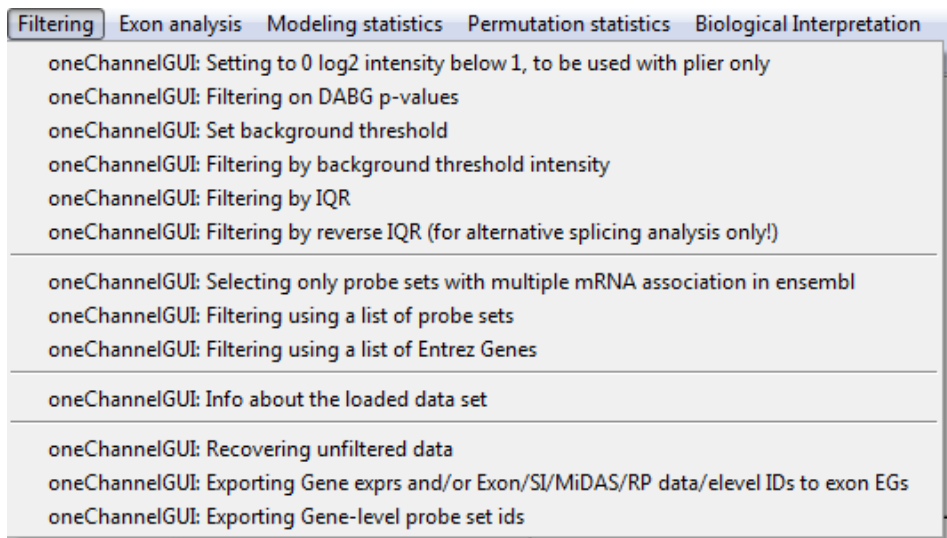 Filtering Exon analysis Modeling statistics Permutation statistics Biological Interpretation
oneChannelGUI: Setting to 0 log2 intensity below 1, to be used with plier only
oneChannelGUI: Filtering on DABG p-values
oneChannelGUI: Set background threshold
oneChannelGUI: Filtering by background threshold intensity
oneChannelGUI: Filtering by IQR
oneChannelGUI: Filtering by reverse IQR (for alternative splicing analysis only!)
oneChannelGUI: Selecting only probe sets with multiple mRNA association in ensembl
oneChannelGUI: Filtering using a list of probe sets
oneChannelGUI: Filtering using a list of Entrez Genes
oneChannelGUI: Info about the loaded data set
oneChannelGUI: Recovering unfiltered data
oneChannelGUI: Exporting Gene exprs and/or Exon/SI/MiDAS/RP data/elevel IDs to exon EGs
oneChannelGUI: Exporting Gene-level probe set ids